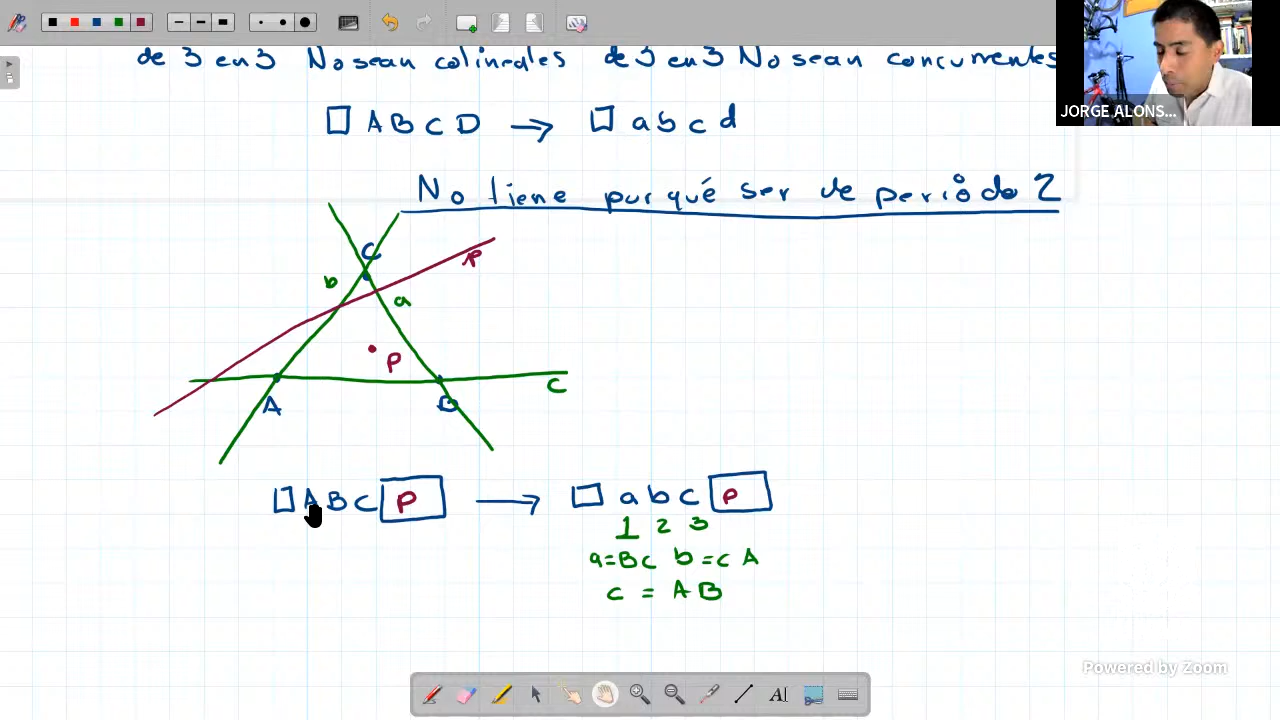 de 3 en 3 No sean colineales de 3 en 3 No sean concurrentes
JORGE ALONS...
□ A B C D → □ a b c d
No tiene porqué ser de periodo 2
C
b
p
a
P
C
A
B
□ A B C P → □ a b c p
1 2 3
a=BC b=CA
c = AB
Powered by Zoom
AI